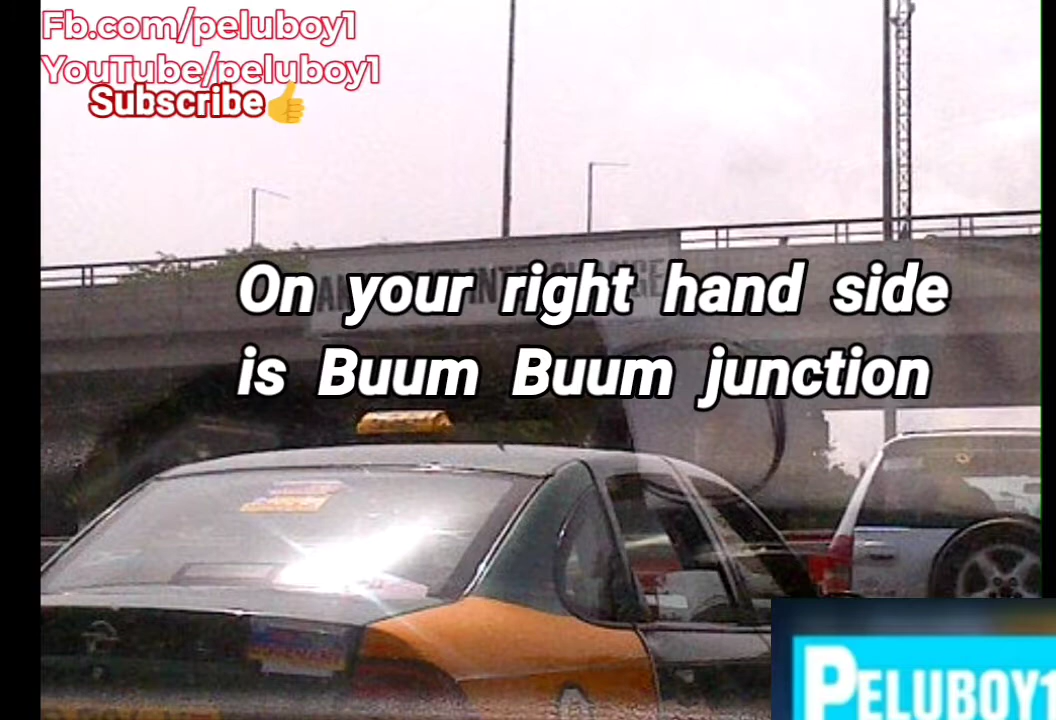 Fb.com/peluboy1
YouTube/peluboy1
Subscribe👍
On your right hand side
is Buum Buum junction
PELUBOY1